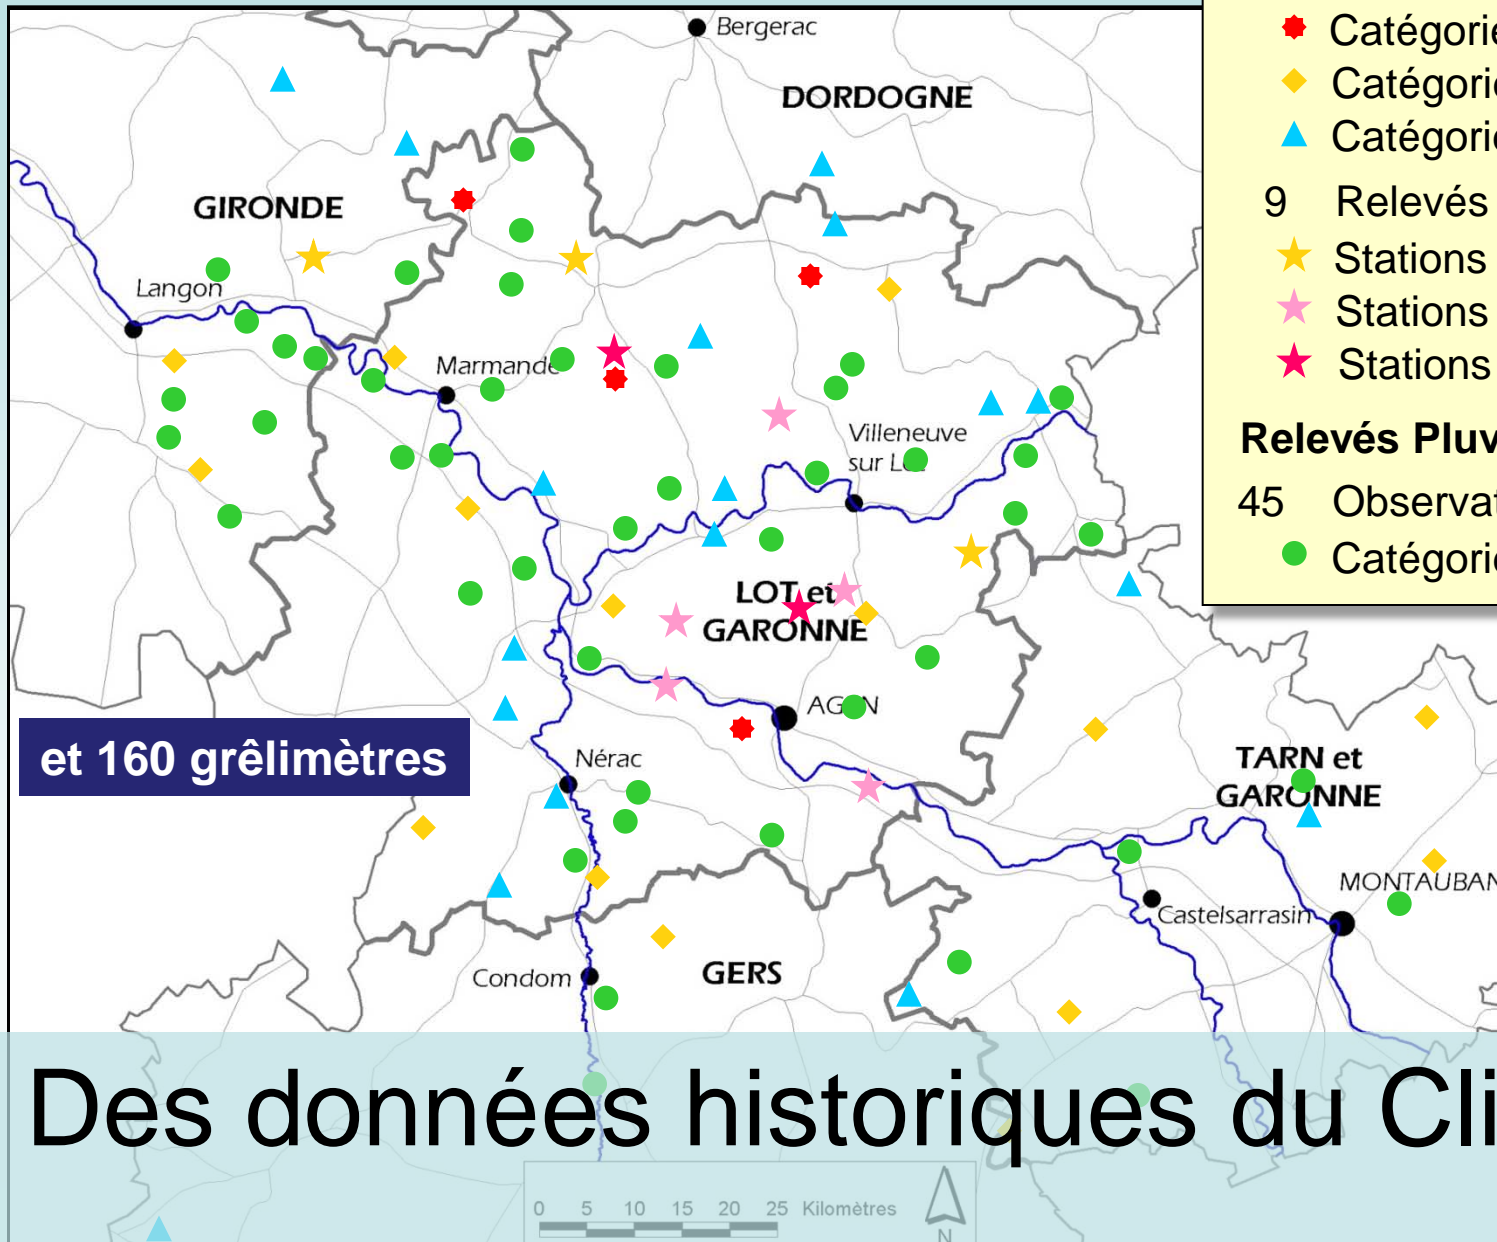 Bergerac
DORDOGNE
GIRONDE
Langon
Marmande
Villeneuve
sur Lot
LOT et
GARONNE
AGEN
et 160 grêlimètres
Nérac
TARN et
GARONNE
MONTAUBAN
Castelsarrasin
Condom
GERS
Catégorie
Catégorie
Catégorie
9 Relevés
Stations
Stations
Stations
Relevés Pluv
45 Observat
Catégorie
Des données historiques du Cli
0 5 10 15 20 25 Kilomètres
N